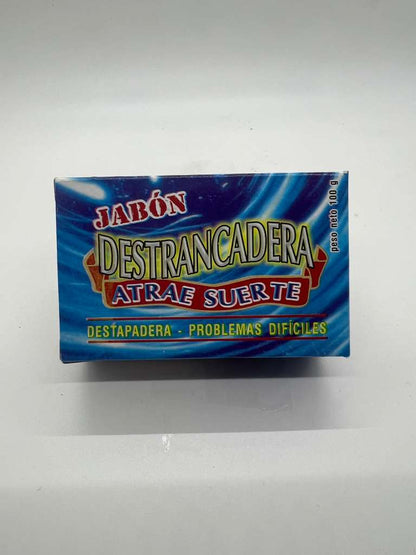 JABÓN
DESTRANCADERA
ATRAE SUERTE
DESTAPADERA - PROBLEMAS DIFÍCILES
peso neto 100 g